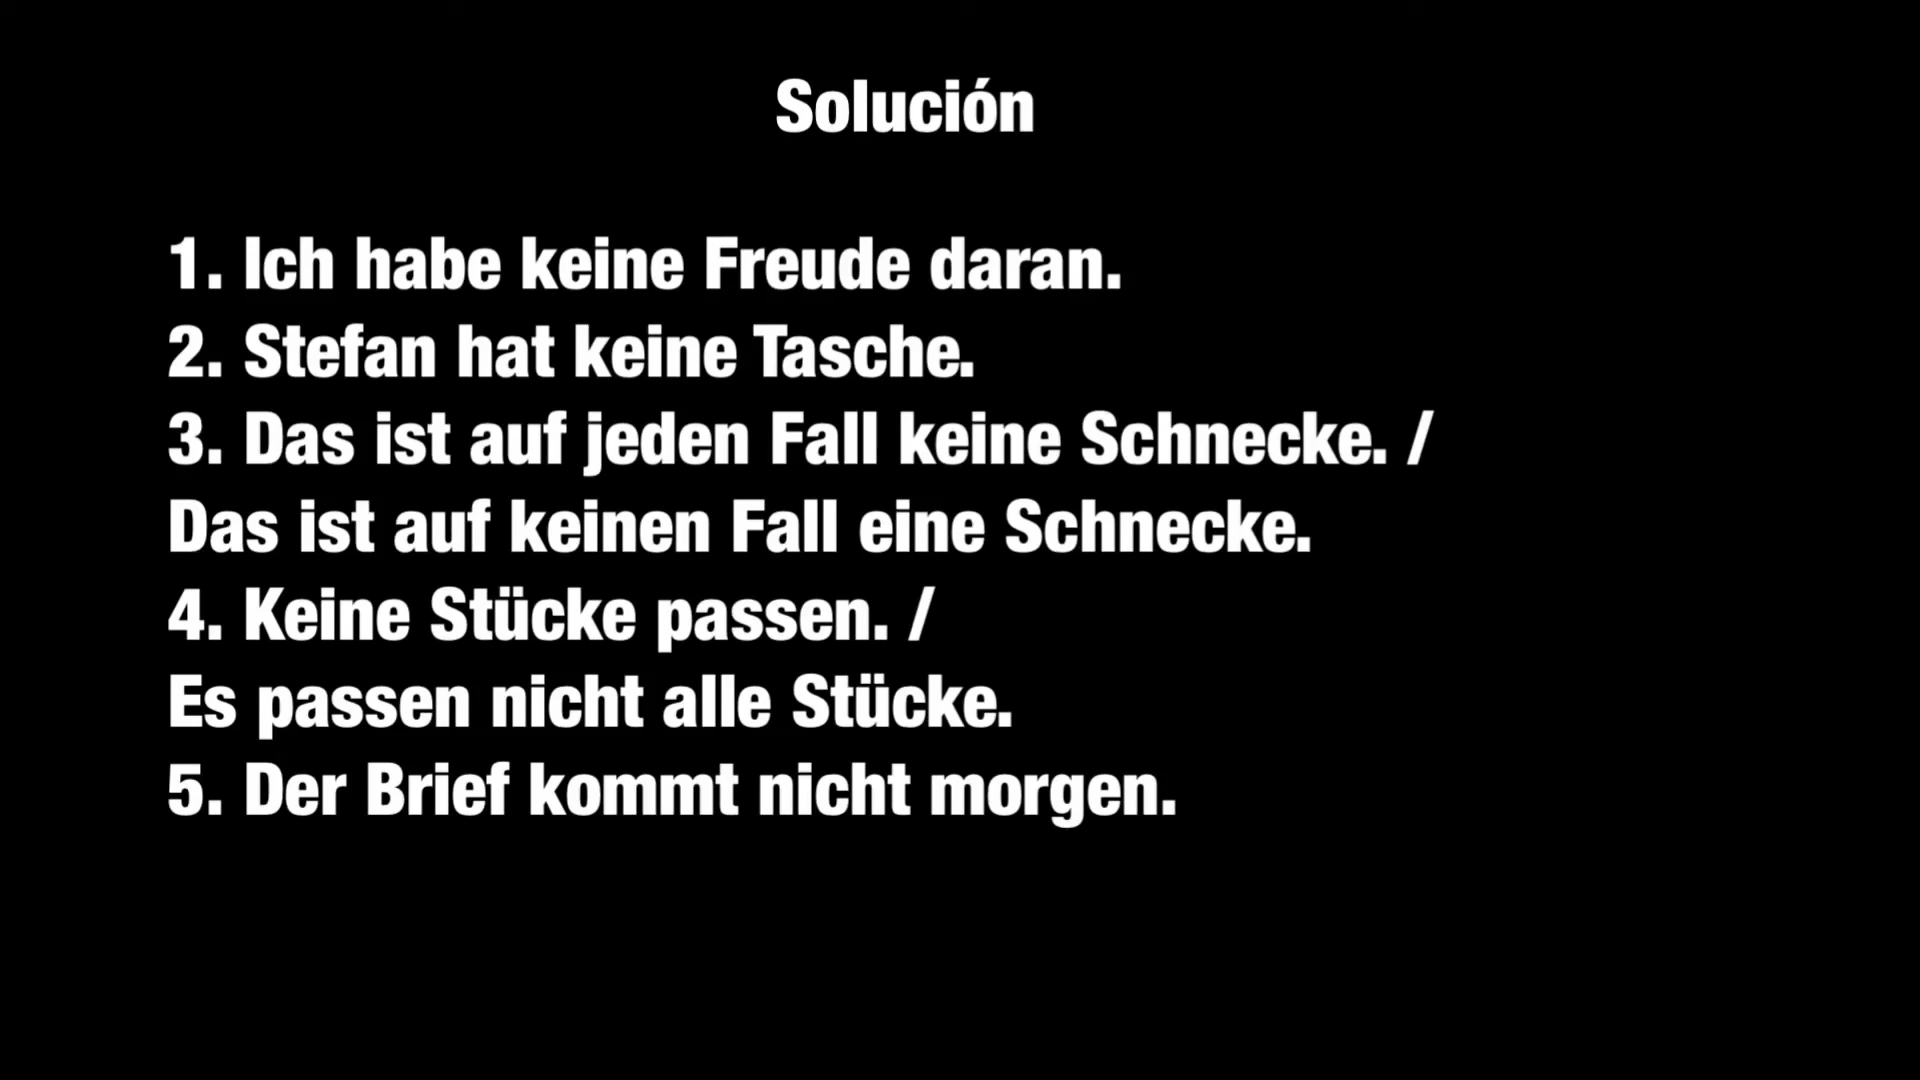 Solución
1. Ich habe keine Freude daran.
2. Stefan hat keine Tasche.
3. Das ist auf jeden Fall keine Schnecke. /
Das ist auf keinen Fall eine Schnecke.
4. Keine Stücke passen. /
Es passen nicht alle Stücke.
5. Der Brief kommt nicht morgen.